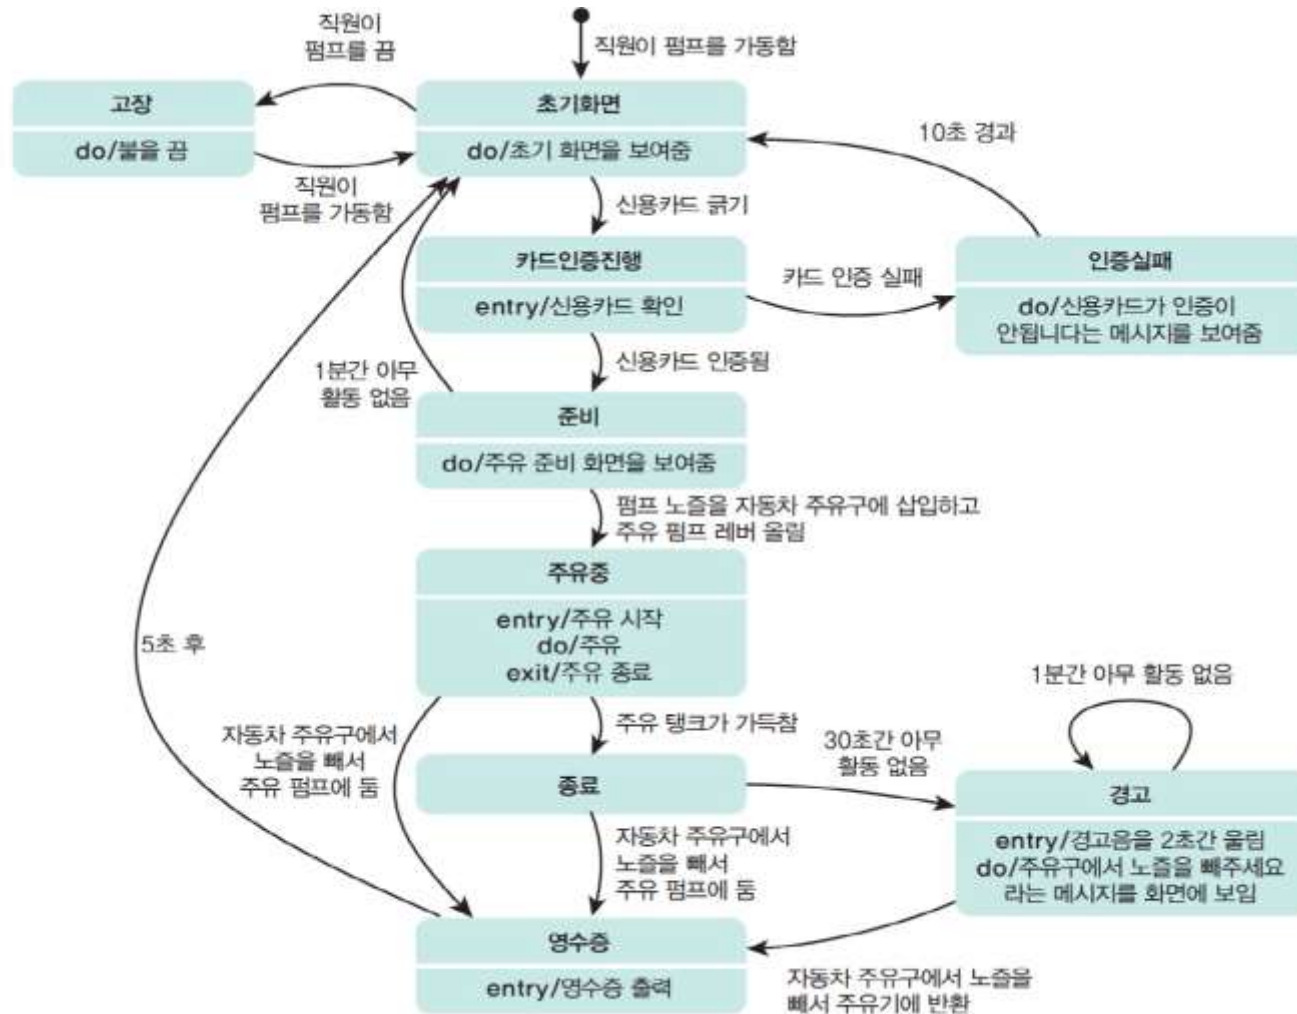 직원이
펌프를 끔
직원이 펌프를 가동함
고장
do/불을 끔
초기화면
do/초기 화면을 보여줌
10초 경과
직원이
펌프를 가동함
신용카드 긁기
카드인증진행
entry/신용카드 확인
카드 인증 실패
인증실패
do/신용카드가 인증이
안됩니다는 메시지를 보여줌
신용카드 인증됨
1분간 아무
활동 없음
준비
do/주유 준비 화면을 보여줌
펌프 노즐을 자동차 주유구에 삽입하고
주유 펌프 레버 올림
주유중
entry/주유 시작
do/주유
exit/주유 종료
5초 후
1분간 아무 활동 없음
자동차 주유구에서
노즐을 빼서
주유 펌프에 둠
주유 탱크가 가득참
30초간 아무
활동 없음
종료
경고
entry/경고음을 2초간 울림
do/주유구에서 노즐을 빼주세요
라는 메시지를 화면에 보임
자동차 주유구에서
노즐을 빼서
주유 펌프에 둠
영수증
entry/영수증 출력
자동차 주유구에서 노즐을
빼서 주유기에 반환